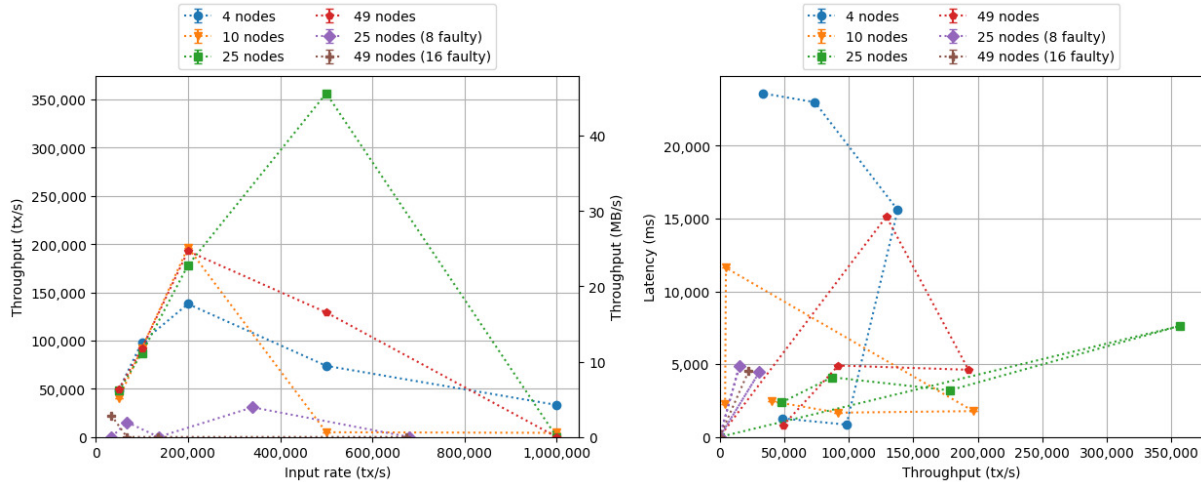 4 nodes
10 nodes
25 nodes
49 nodes
25 nodes (8 faulty)
49 nodes (16 faulty)
350,000
300,000
250,000
200,000
150,000
100,000
50,000
0
Throughput (tx/s)
40
30
20
10
0
Throughput (MB/s)
0
200,000
400,000
600,000
800,000
1,000,000
Input rate (tx/s)
4 nodes
10 nodes
25 nodes
49 nodes
25 nodes (8 faulty)
49 nodes (16 faulty)
20,000
15,000
10,000
5,000
0
Latency (ms)
0
50,000
100,000
150,000
200,000
250,000
300,000
350,000
Throughput (tx/s)